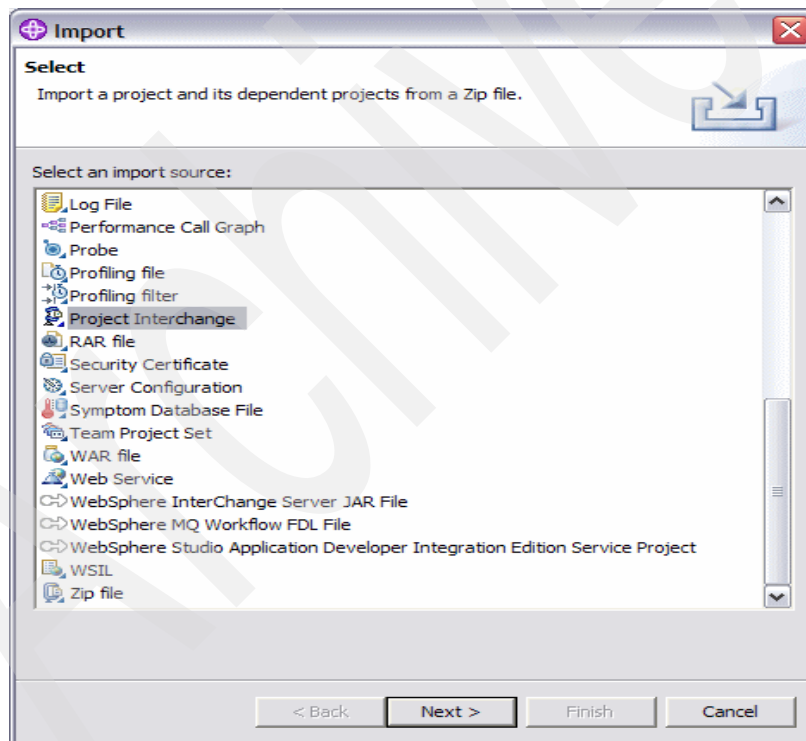 Import
Select
Import a project and its dependent projects from a Zip file.
Select an import source:
Log File
Performance Call Graph
Probe
Profiling file
Profiling filter
Project Interchange
RAR file
Security Certificate
Server Configuration
Symptom Database File
Team Project Set
WAR file
Web Service
WebSphere InterChange Server JAR File
WebSphere MQ Workflow FDL File
WebSphere Studio Application Developer Integration Edition Service Project
WSIL
Zip file
< Back Next > Finish Cancel